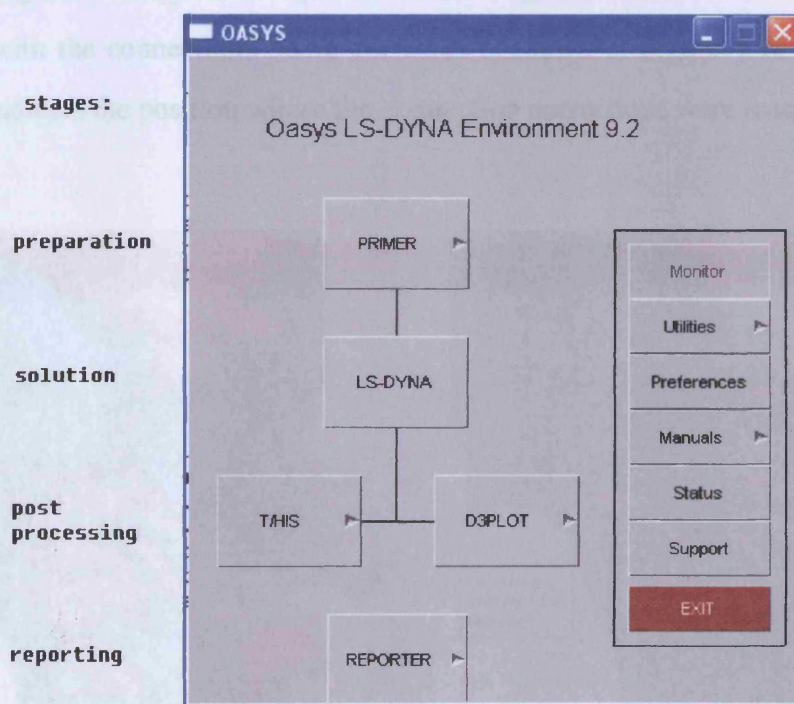 OASYS
stages:
Oasys LS-DYNA Environment 9.2
preparation
PRIMER
solution
LS-DYNA
post
processing
T/HIS
D3PLOT
reporting
REPORTER
Monitor
Utilities
Preferences
Manuals
Status
Support
EXIT